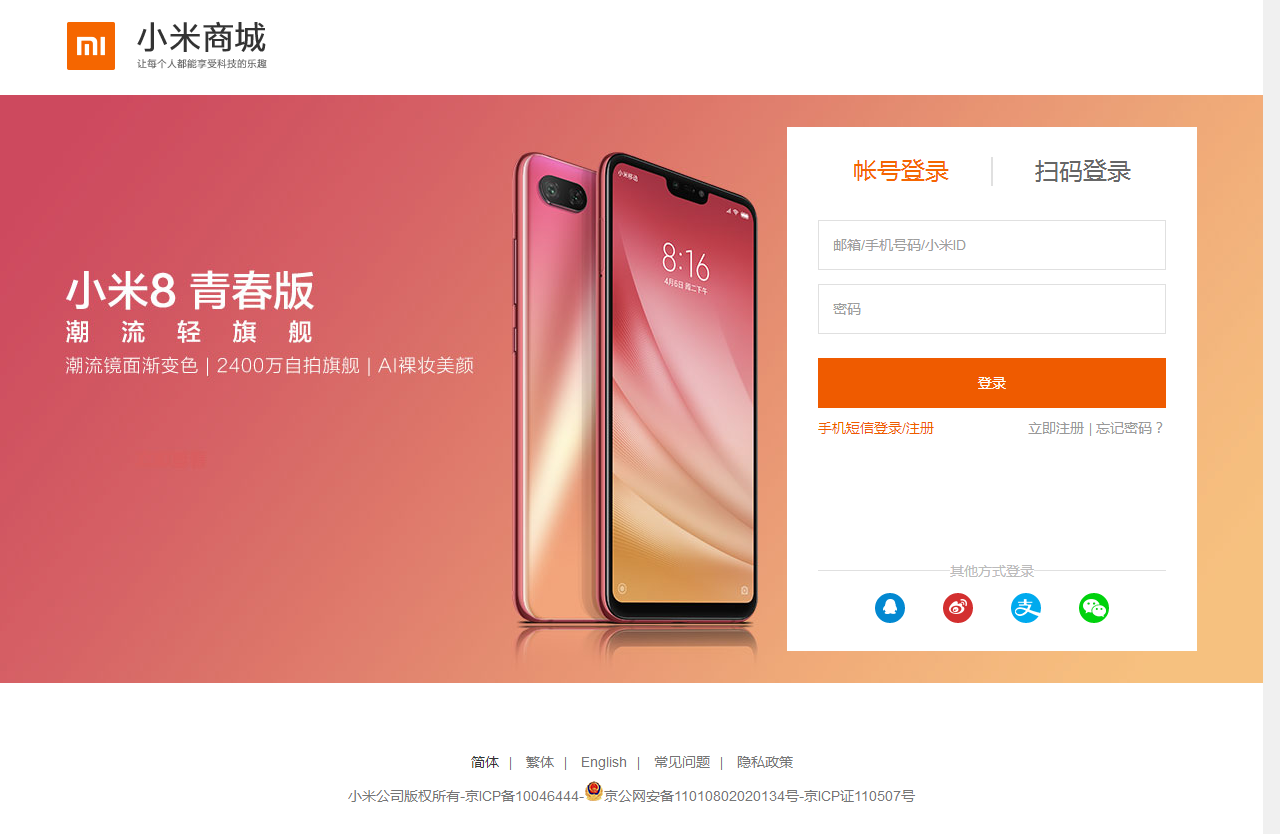 小米商城
让每个人都能享受科技的乐趣
帐号登录
扫码登录
小米移动
8:16
4月6日 周二下午
邮箱/手机号码/小米ID
密码
小米8 青春版
潮流轻旗舰
潮流镜面渐变色 | 2400万自拍旗舰 | AI裸妆美颜
登录
手机短信登录/注册
立即注册 | 忘记密码？
其他方式登录
简体 | 繁体 | English | 常见问题 | 隐私政策
小米公司版权所有-京ICP备10046444-京公网安备11010802020134号-京ICP证110507号